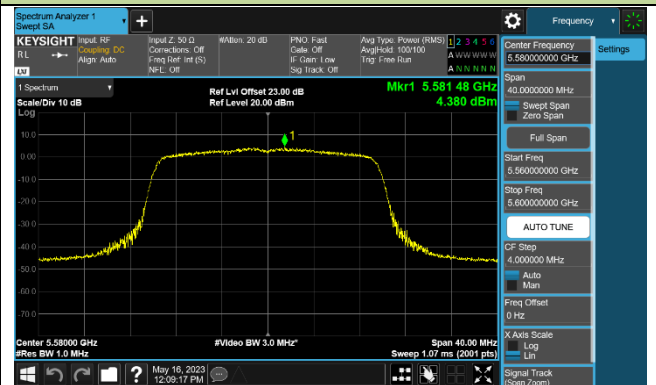 Spectrum Analyzer 1
Swept SA
+
Frequency
KEYSIGHT
RL
LXI
Input: RF
Coupling: DC
Align: Auto
Input Z: 50 Ω
Corrections: Off
Freq Ref: Int (S)
NFE: Off
#Atten: 20 dB
PNO: Fast
Gate: Off
IF Gain: Low
Sig Track: Off
Avg Type: Power (RMS)
Avg|Hold: 100/100
Trig: Free Run
1 2 3 4 5 6
A W W W W W
A N N N N N
1 Spectrum
Scale/Div 10 dB
Log
Ref Lvl Offset 23.00 dB
Ref Level 20.00 dBm
Mkr1 5.581 48 GHz
4.380 dBm
1
10.0
0.00
-10.0
-20.0
-30.0
-40.0
-50.0
-60.0
-70.0
Center 5.58000 GHz
#Res BW 1.0 MHz
#Video BW 3.0 MHz*
Span 40.00 MHz
Sweep 1.07 ms (2001 pts)
May 16, 2023
12:09:17 PM
?
Center Frequency
5.580000000 GHz
Settings
Span
40.0000000 MHz
Swept Span
Zero Span
Full Span
Start Freq
5.560000000 GHz
Stop Freq
5.600000000 GHz
AUTO TUNE
CF Step
4.000000 MHz
Auto
Man
Freq Offset
0 Hz
X Axis Scale
Log
Lin
Signal Track
(Span Zoom)